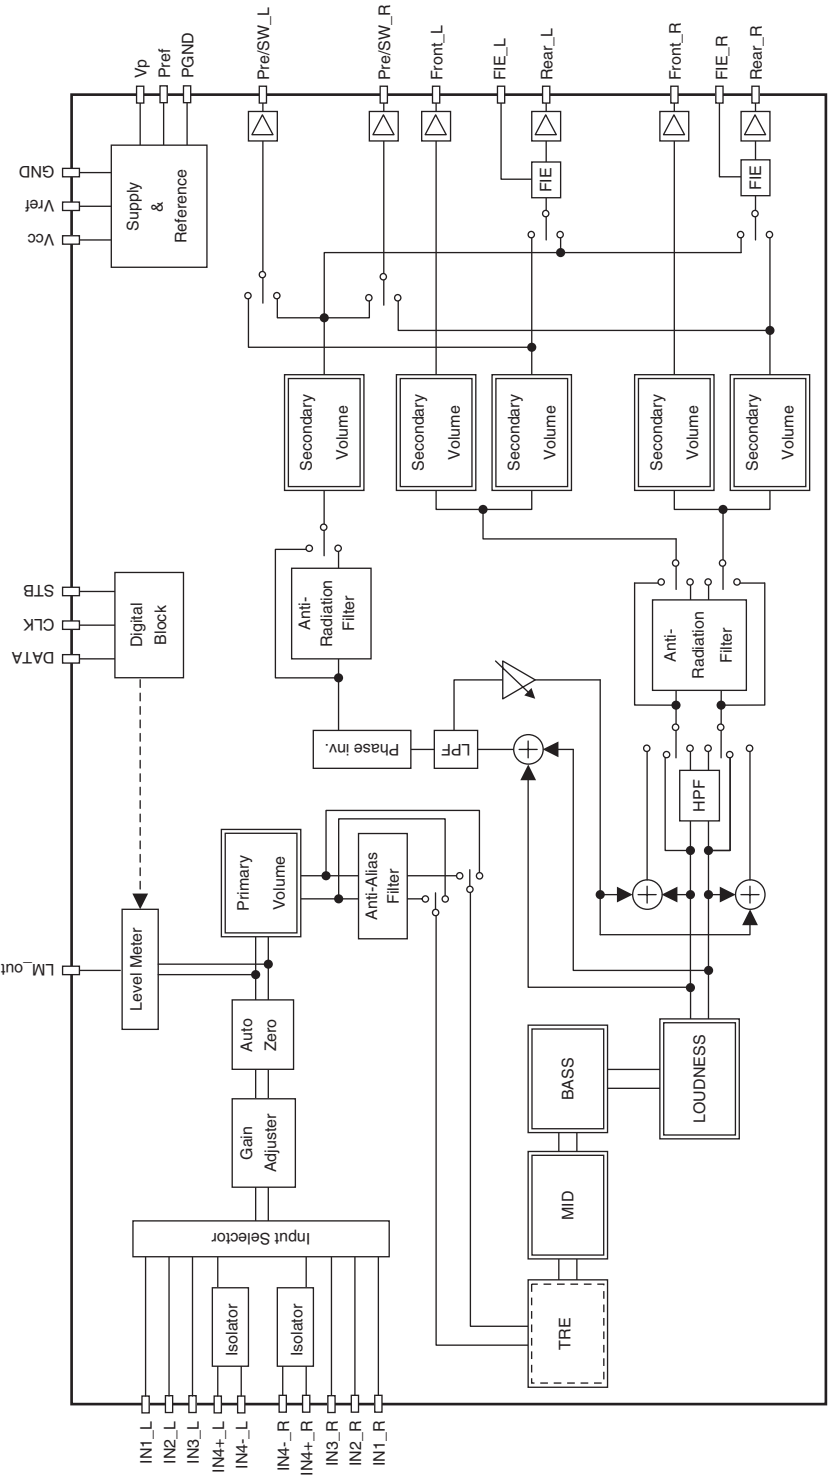 Vp
Pref
PGND
Pre/SW_L
Pre/SW_R
Front_L
FIE_L
Rear_L
Front_R
FIE_R
Rear_R
GND
Vref
Vcc
Supply
&
Reference
FIE
FIE
Secondary
Volume
Secondary
Volume
Secondary
Volume
Secondary
Volume
Secondary
Volume
STB
CLK
DATA
Digital
Block
Anti-
Radiation
Filter
Anti-
Radiation
Filter
Phase inv.
LPF
HPF
Primary
Volume
Anti-Alias
Filter
LM_out
Level Meter
Auto
Zero
Gain
Adjuster
BASS
LOUDNESS
MID
TRE
Input Selector
Isolator
Isolator
IN1_L
IN2_L
IN3_L
IN4+_L
IN4-_L
IN4-_R
IN4+_R
IN3_R
IN2_R
IN1_R